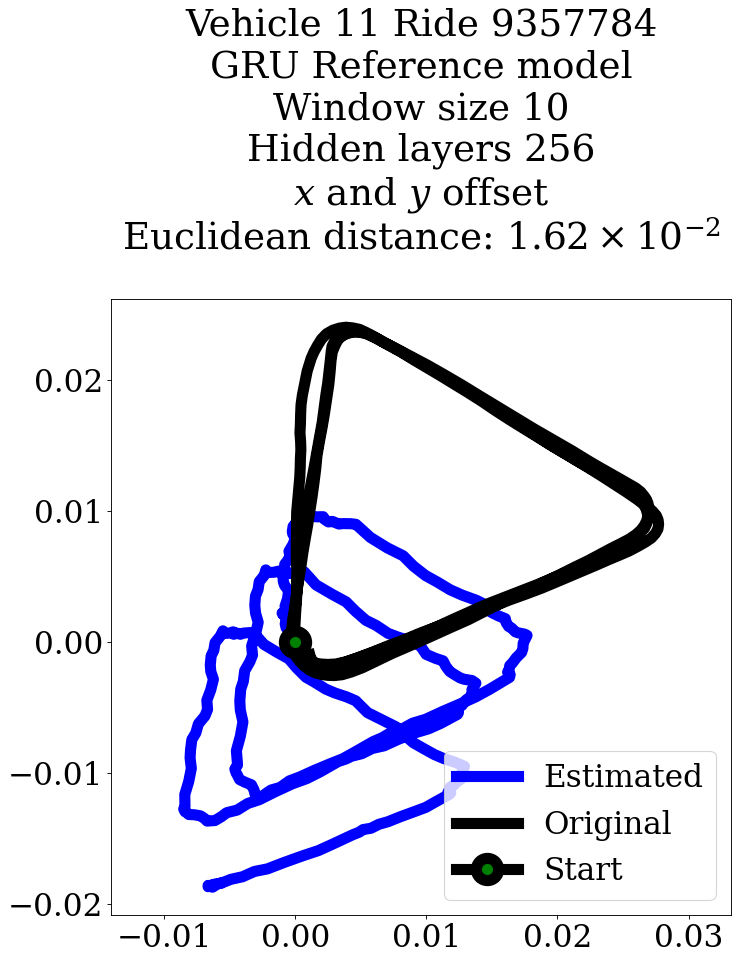 Vehicle 11 Ride 9357784
GRU Reference model
Window size 10
Hidden layers 256
x and y offset
Euclidean distance: 1.62 × 10⁻²
0.02
0.01
0.00
−0.01
−0.02
Estimated
Original
Start
−0.01 0.00 0.01 0.02 0.03